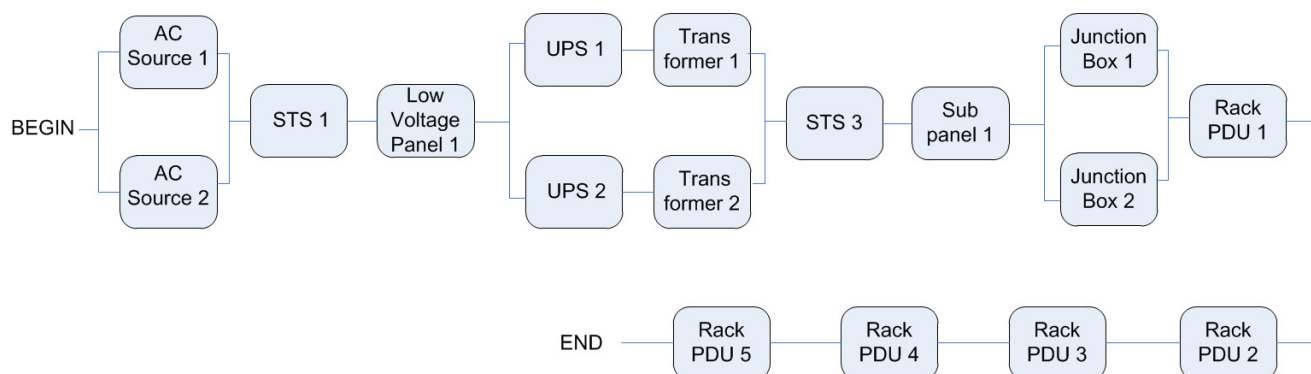 AC
Source 1
UPS 1
Trans
former 1
Junction
Box 1
BEGIN
STS 1
Low
Voltage
Panel 1
STS 3
Sub
panel 1
Rack
PDU 1
AC
Source 2
UPS 2
Trans
former 2
Junction
Box 2
END
Rack
PDU 5
Rack
PDU 4
Rack
PDU 3
Rack
PDU 2